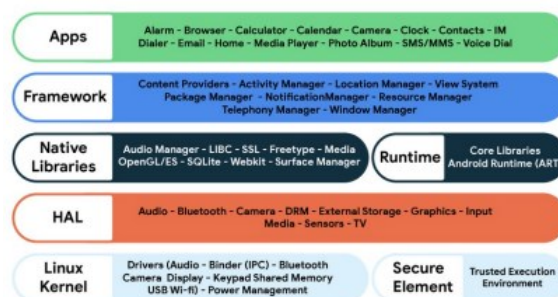 Apps
Alarm - Browser - Calculator - Calendar - Camera - Clock - Contacts - IM
Dialer - Email - Home - Media Player - Photo Album - SMS/MMS - Voice Dial
Framework
Content Providers - Activity Manager - Location Manager - View System
Package Manager - NotificationManager - Resource Manager
Telephony Manager - Window Manager
Native
Libraries
Audio Manager - LIBC - SSL - Freetype - Media
OpenGL/ES - SQLite - Webkit - Surface Manager
Runtime
Core Libraries
Android Runtime (ART)
HAL
Audio - Bluetooth - Camera - DRM - External Storage - Graphics - Input
Media - Sensors - TV
Linux
Kernel
Drivers (Audio - Binder (IPC) - Bluetooth
Camera Display - Keypad Shared Memory
USB Wi-fi) - Power Management
Secure
Element
Trusted Execution
Environment